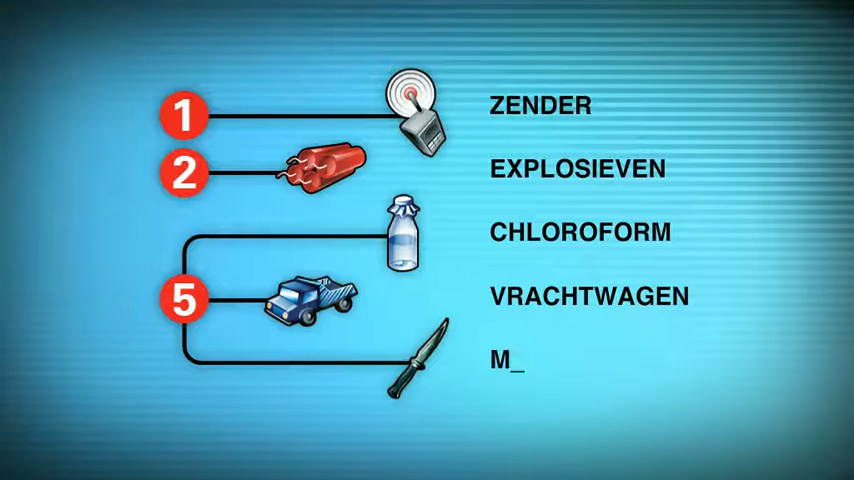 1 ZENDER
2 EXPLOSIEVEN
CHLOROFORM
5 VRACHTWAGEN
M_